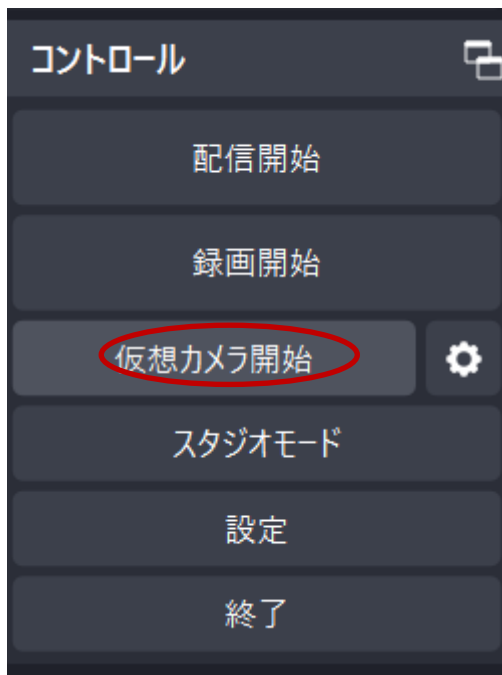 コントロール
配信開始
録画開始
仮想カメラ開始
スタジオモード
設定
終了